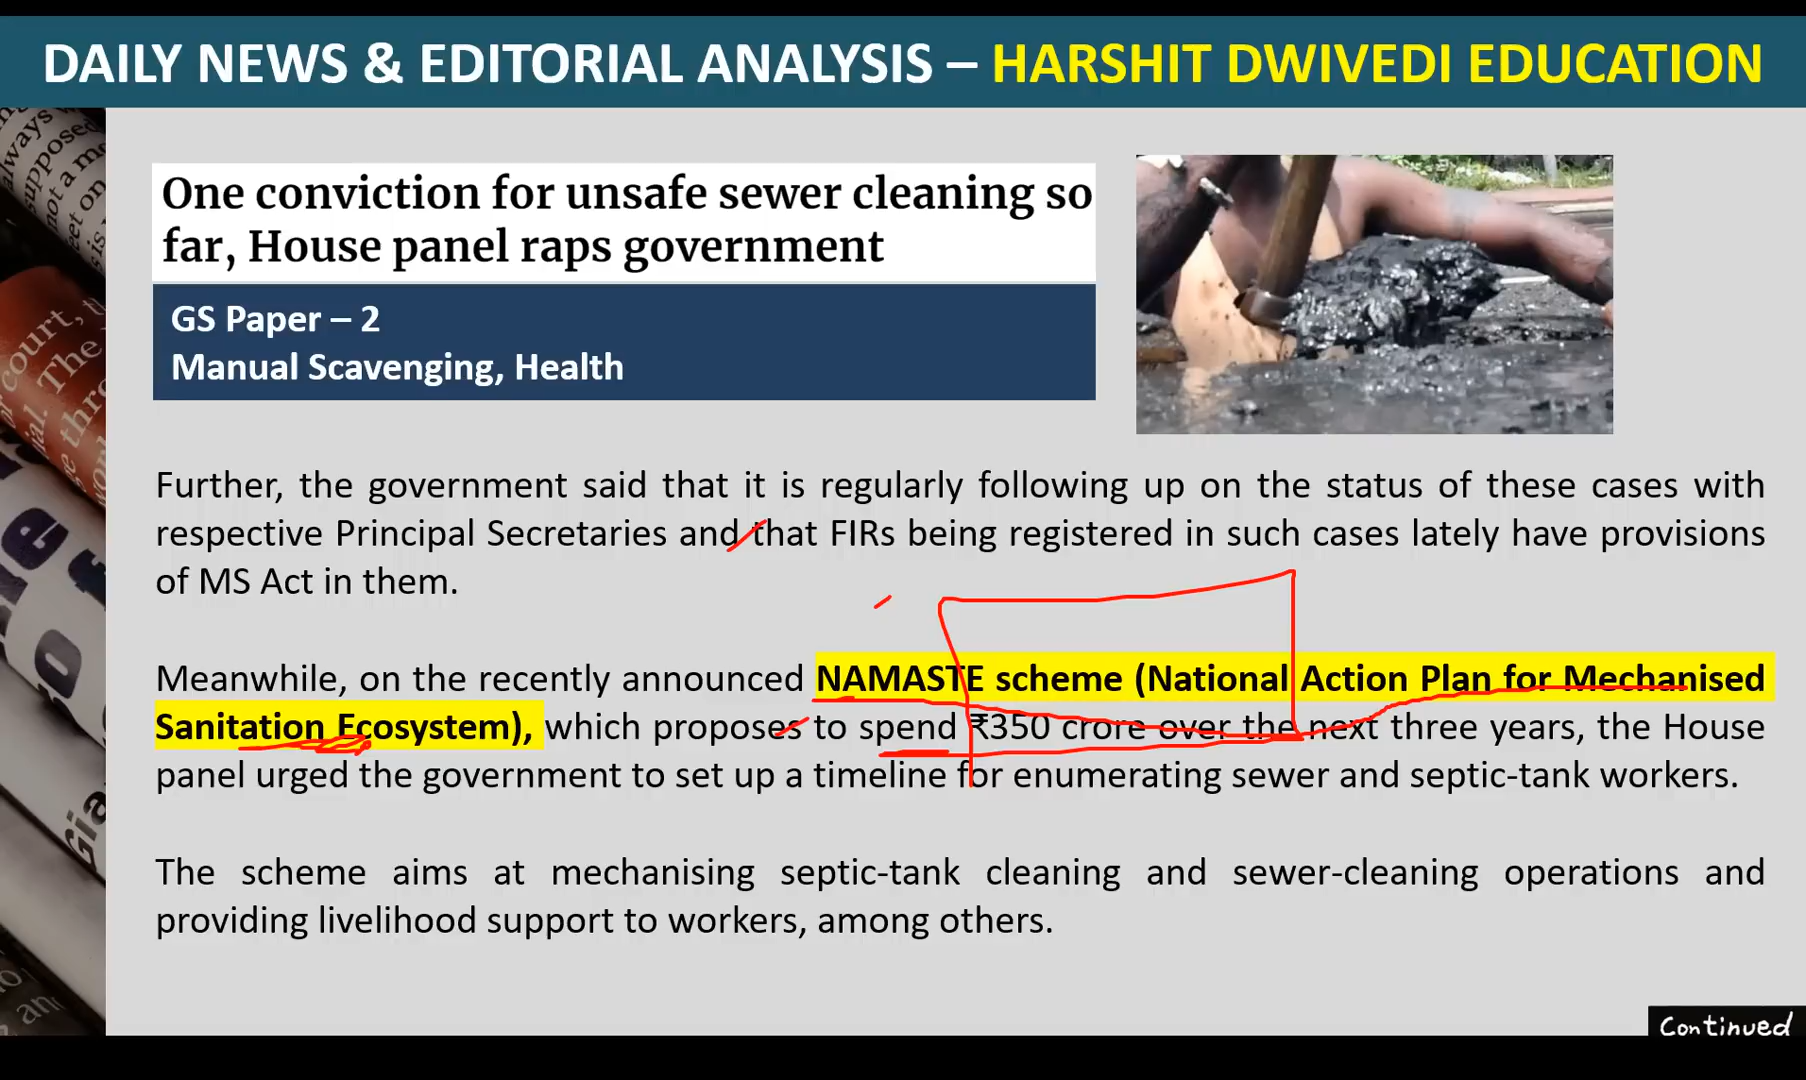 DAILY NEWS & EDITORIAL ANALYSIS – HARSHIT DWIVEDI EDUCATION
One conviction for unsafe sewer cleaning so
far, House panel raps government
GS Paper – 2
Manual Scavenging, Health
Further, the government said that it is regularly following up on the status of these cases with
respective Principal Secretaries and that FIRs being registered in such cases lately have provisions
of MS Act in them.
Meanwhile, on the recently announced NAMASTE scheme (National Action Plan for Mechanised
Sanitation Ecosystem), which proposes to spend ₹350 crore over the next three years, the House
panel urged the government to set up a timeline for enumerating sewer and septic-tank workers.
The scheme aims at mechanising septic-tank cleaning and sewer-cleaning operations and
providing livelihood support to workers, among others.
Continued